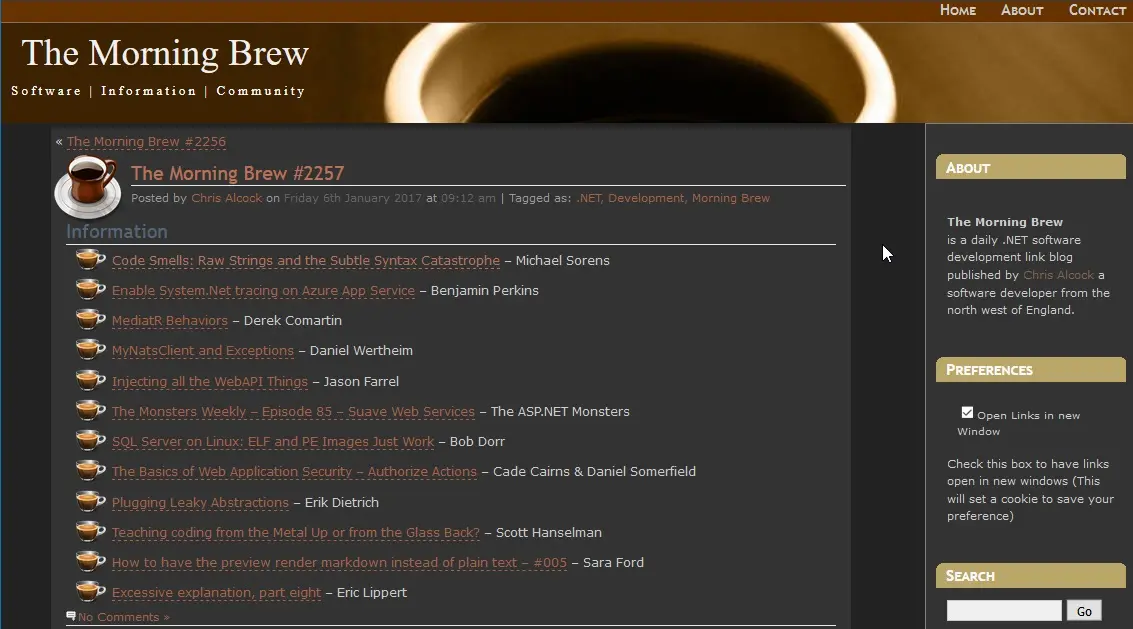 Home About Contact
The Morning Brew
Software | Information | Community
« The Morning Brew #2256
The Morning Brew #2257
Posted by Chris Alcock on Friday 6th January 2017 at 09:12 am | Tagged as: .NET, Development, Morning Brew
Information
Code Smells: Raw Strings and the Subtle Syntax Catastrophe – Michael Sorens
Enable System.Net tracing on Azure App Service – Benjamin Perkins
MediatR Behaviors – Derek Comartin
MyNatsClient and Exceptions – Daniel Wertheim
Injecting all the WebAPI Things – Jason Farrel
The Monsters Weekly – Episode 85 – Suave Web Services – The ASP.NET Monsters
SQL Server on Linux: ELF and PE Images Just Work – Bob Dorr
The Basics of Web Application Security – Authorize Actions – Cade Cairns & Daniel Somerfield
Plugging Leaky Abstractions – Erik Dietrich
Teaching coding from the Metal Up or from the Glass Back? – Scott Hanselman
How to have the preview render markdown instead of plain text – #005 – Sara Ford
Excessive explanation, part eight – Eric Lippert
No Comments »
About
The Morning Brew
is a daily .NET software
development link blog
published by Chris Alcock a
software developer from the
north west of England.
Preferences
Open Links in new
Window
Check this box to have links
open in new windows (This
will set a cookie to save your
preference)
Search
Go